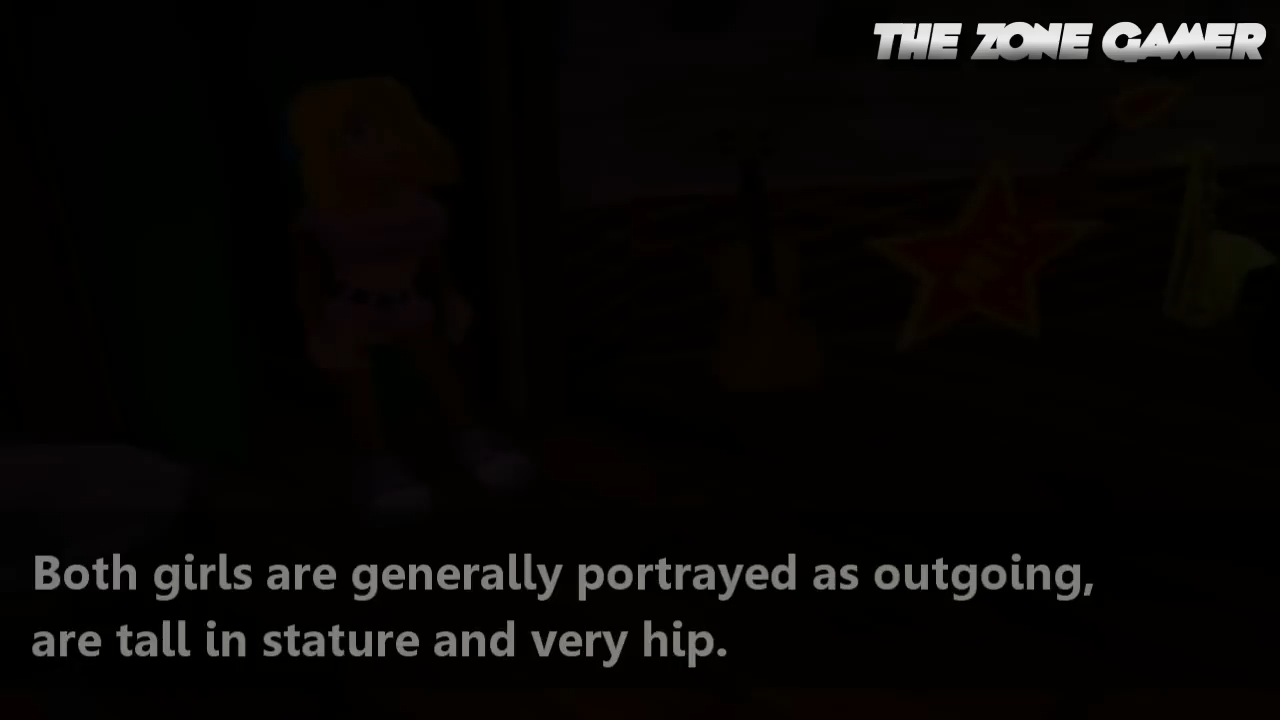 THE ZONE GAMER
Both girls are generally portrayed as outgoing,
are tall in stature and very hip.